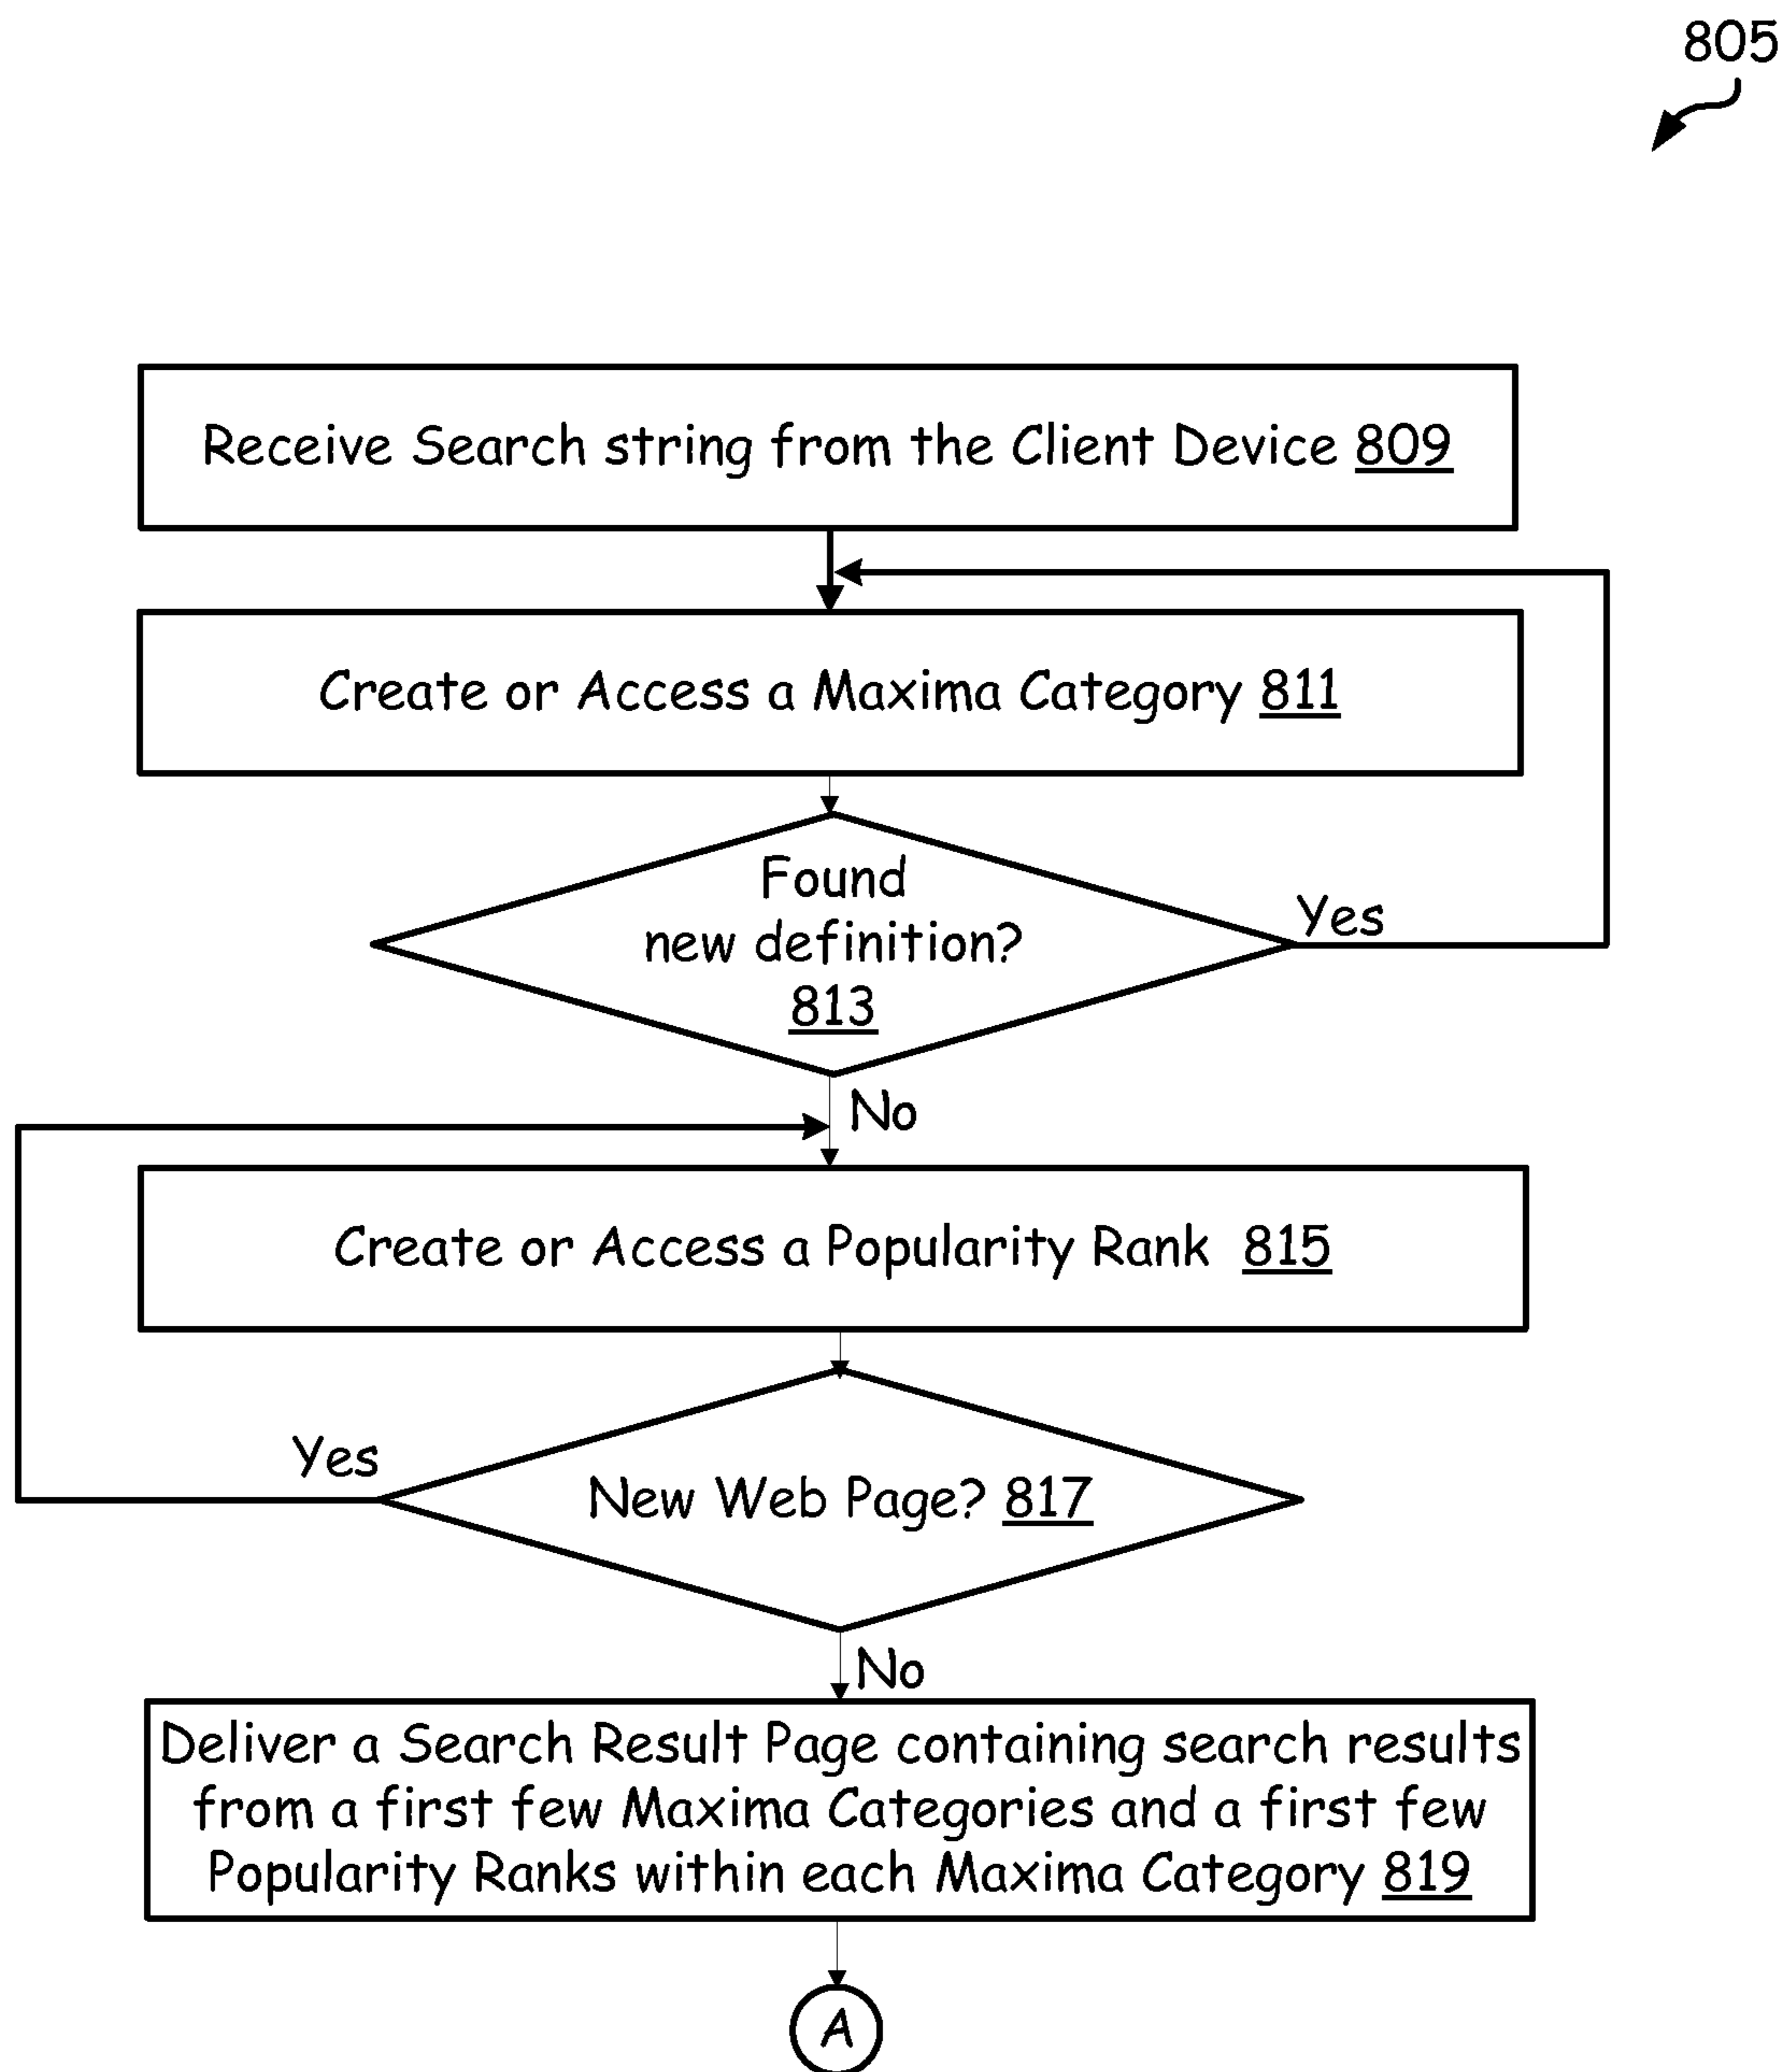 805
Receive Search string from the Client Device 809
Create or Access a Maxima Category 811
Found
new definition?
813
Yes
No
Create or Access a Popularity Rank 815
Yes
New Web Page? 817
No
Deliver a Search Result Page containing search results
from a first few Maxima Categories and a first few
Popularity Ranks within each Maxima Category 819
A